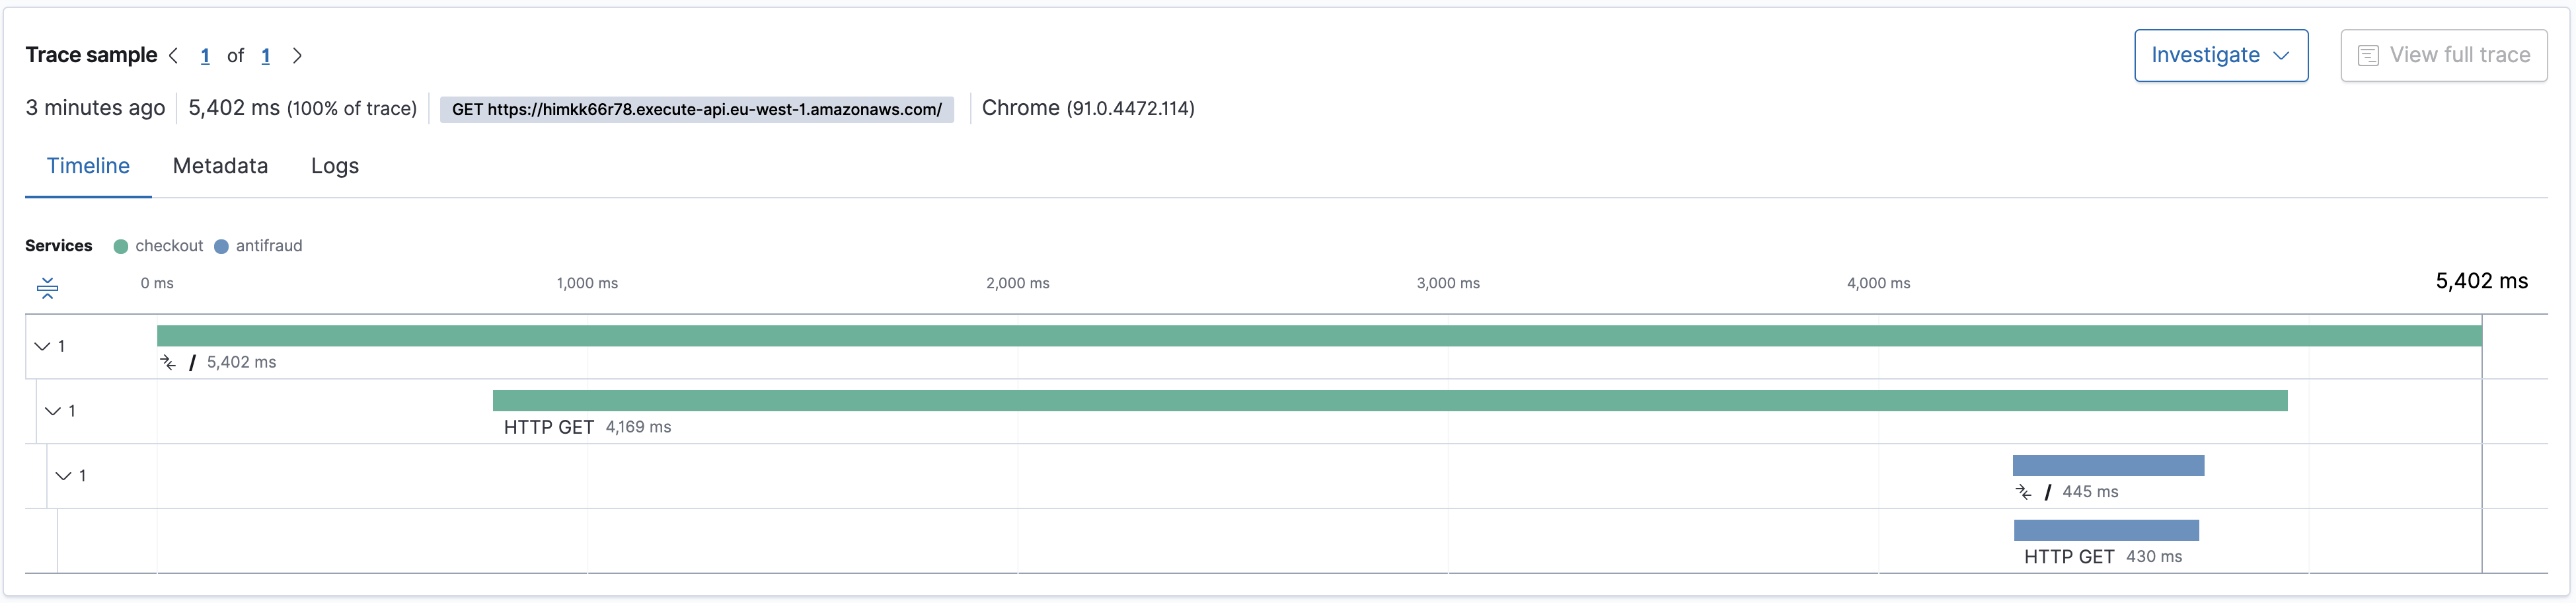 Trace sample 1 of 1 Investigate View full trace
3 minutes ago 5,402 ms (100% of trace) GET https://himkk66r78.execute-api.eu-west-1.amazonaws.com/ Chrome (91.0.4472.114)
Timeline Metadata Logs
Services checkout antifraud
0 ms 1,000 ms 2,000 ms 3,000 ms 4,000 ms 5,402 ms
1
/ 5,402 ms
1
HTTP GET 4,169 ms
1
/ 445 ms
HTTP GET 430 ms